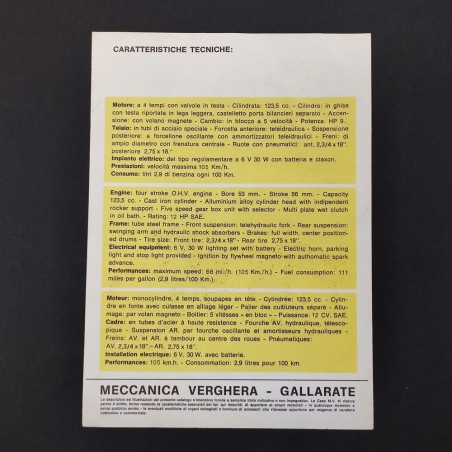 CARATTERISTICHE TECNICHE:
Motore: a 4 tempi con valvole in testa - Cilindrata: 123,5 cc. - Cilindro: in ghisa
con testa riportata in lega leggera, castelletto porta bilancieri separato - Accen-
sione: con volano magnete - Cambio: in blocco a 5 velocità - Potenza: HP 9.
Telaio: in tubi di acciaio speciale - Forcella anteriore: teleidraulica - Sospensione
posteriore: a forcellone oscillante con ammortizzatori teleidraulici - Freni: di
ampio diametro con frenatura centrale - Ruote con pneumatici: ant. 2,3/4 x 18".
posteriore 2,75 x 18."
Impianto elettrico: del tipo regolamentare a 6 V 30 W con batteria e claxon.
Prestazioni: velocità massima 105 Km/h.
Consumo: litri 2,9 di benzina ogni 100 Km.
Engine: four stroke O.H.V. engine - Bore 53 mm. - Stroke 56 mm. - Capacity
123,5 cc. - Cast iron cylinder - Alluminium alloy cylinder head with indipendent
rocker support - Five speed gear box unit with selector - Multi plate wet clutch
in oil bath. - Rating: 12 HP SAE.
Frame: tube steel frame - Front suspension: telehydraulic fork - Rear suspension:
swinging arm and hydraulic shock absorbers - Brakes: full width. center position-
ed drums - Tire size: Front tire: 2,3/4 x 18" - Rear tire 2,75 x 18".
Electrical equipment: 6 V 30 W lighting set with battery - Electric horn, parking
light and stop light provided - Ignition by flywheel magneto with automatic spark
advance.
Performances: maximum speed: 66 mi./h. (105 Km./h.) - Fuel consumption: 111
miles par gallon (2,9 litres/100 Km.).
Moteur: monocylindre, 4 temps, soupapes en tête - Cylindrée: 123,5 cc. - Cylin-
dre en fonte avec culasse en alliage léger - Palier des culbuteurs séparé - Allu-
mage: par volant magneto - Boitier: 5 vitésses « en bloc » - Puissance: 12 CV. SAE.
Cadre: en tubes d'acier à haute résistence - Fourche AV. hydraulique, télesco-
pique - Suspension AR. par fourche oscillante et amortisseurs hydrauliques -
Freins: AV. et AR. à tambour au centre des roues - Pneumatiques:
AV. 2,3/4 x 18" - AR. 2,75 x 18".
Installation electrique: 6 V. 30 W. avec batterie.
Performances: 105 km/h. - Consommation: 2,9 litres pour 100 km.
MECCANICA VERGHERA - GALLARATE